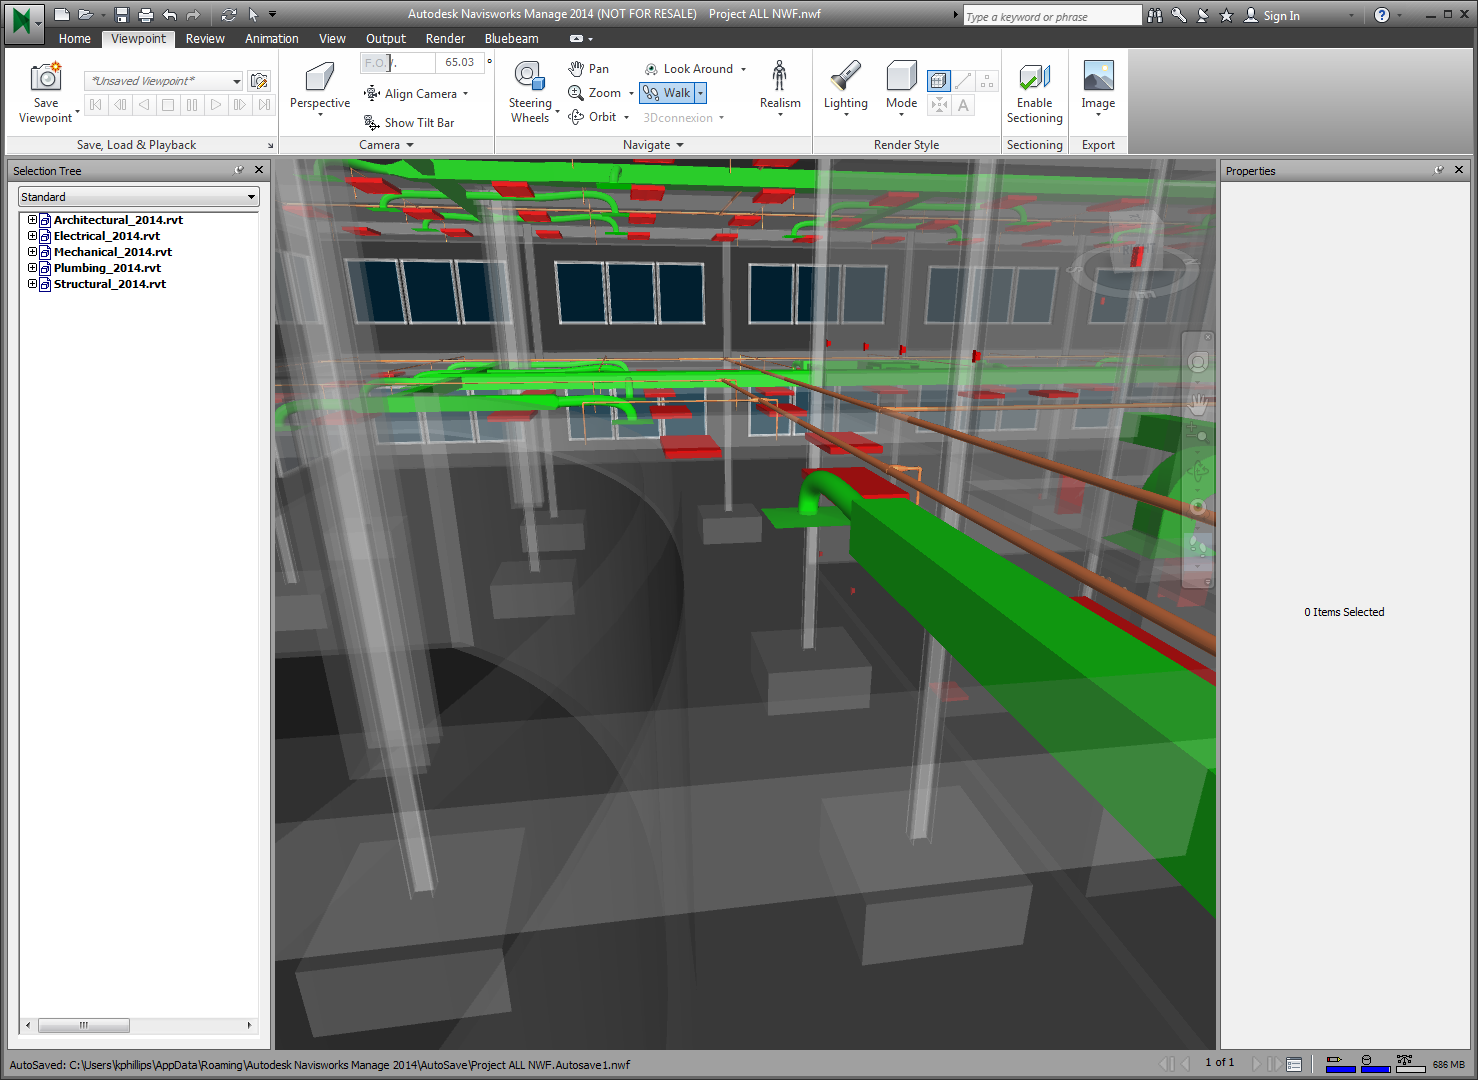 Autodesk Navisworks Manage 2014 (NOT FOR RESALE) Project ALL NWF.nwf
Type a keyword or phrase
Sign In
Home Viewpoint Review Animation View Output Render Bluebeam
Save Viewpoint
*Unsaved Viewpoint*
Save, Load & Playback
Perspective
F.O.V. 65.03 °
Align Camera
Show Tilt Bar
Camera
Steering Wheels
Pan
Zoom
Orbit
Look Around
Walk
3Dconnexion
Realism
Navigate
Lighting
Mode
A
Render Style
Enable Sectioning
Sectioning
Image
Export
Selection Tree
Standard
Architectural_2014.rvt
Electrical_2014.rvt
Mechanical_2014.rvt
Plumbing_2014.rvt
Structural_2014.rvt
Properties
0 Items Selected
AutoSaved: C:\Users\kphillips\AppData\Roaming\Autodesk Navisworks Manage 2014\AutoSave\Project ALL NWF.Autosave1.nwf
1 of 1
686 MB